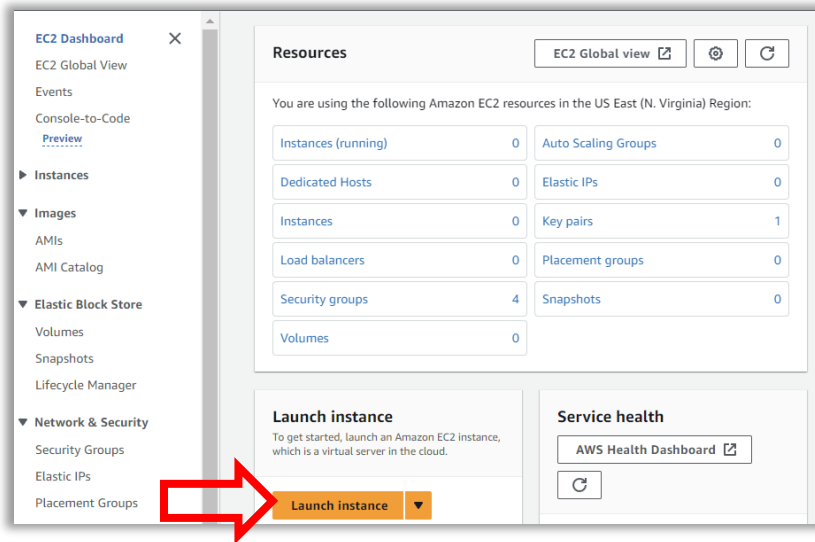 EC2 Dashboard
EC2 Global View
Events
Console-to-Code
Preview
Instances
Images
AMIs
AMI Catalog
Elastic Block Store
Volumes
Snapshots
Lifecycle Manager
Network & Security
Security Groups
Elastic IPs
Placement Groups
Resources
EC2 Global view
You are using the following Amazon EC2 resources in the US East (N. Virginia) Region:
Instances (running) 0
Auto Scaling Groups 0
Dedicated Hosts 0
Elastic IPs 0
Instances 0
Key pairs 1
Load balancers 0
Placement groups 0
Security groups 4
Snapshots 0
Volumes 0
Launch instance
To get started, launch an Amazon EC2 instance,
which is a virtual server in the cloud.
Launch instance
Service health
AWS Health Dashboard